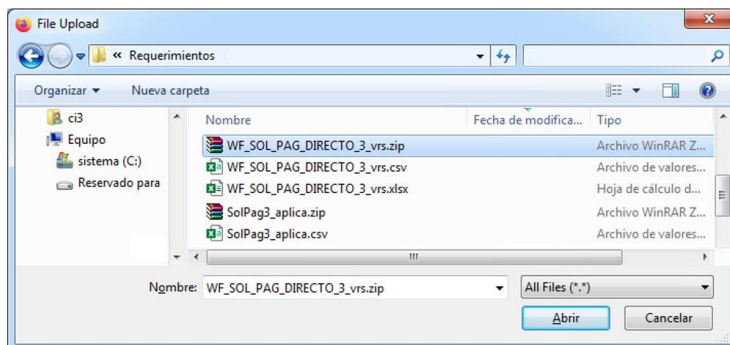 File Upload
« Requerimientos
Organizar Nueva carpeta
Nombre Fecha de modifica... Tipo
ci3
Equipo
sistema (C:)
Reservado para
WF_SOL_PAG_DIRECTO_3_vrs.zip Archivo WinRAR Z...
WF_SOL_PAG_DIRECTO_3_vrs.csv Archivo de valores...
WF_SOL_PAG_DIRECTO_3_vrs.xlsx Hoja de cálculo d...
SolPag3_aplica.zip Archivo WinRAR Z...
SolPag3_aplica.csv Archivo de valores...
Nombre: WF_SOL_PAG_DIRECTO_3_vrs.zip All Files (*.*)
Abrir Cancelar